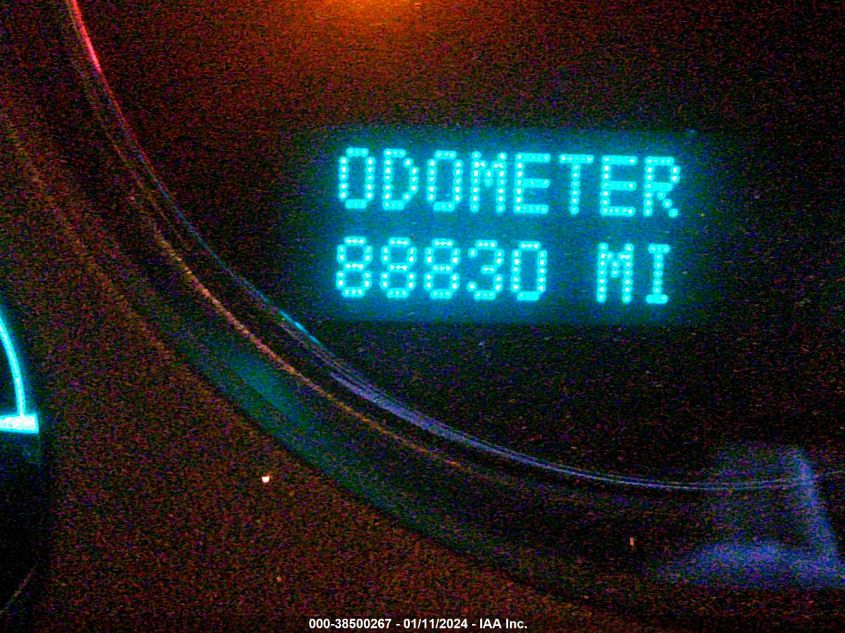 ODOMETER
88830 MI
000-38500267 - 01/11/2024 - IAA Inc.